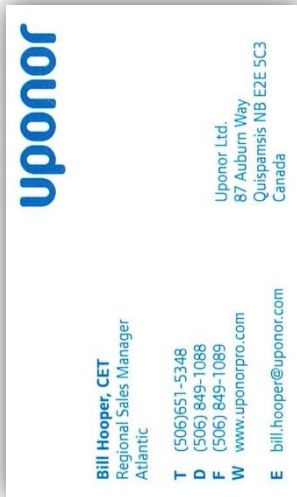 uponor
Bill Hooper, CET
Regional Sales Manager
Atlantic
T (506)651-5348
D (506) 849-1088
F (506) 849-1089
W www.uponorpro.com
E bill.hooper@uponor.com
Uponor Ltd.
87 Auburn Way
Quispamsis NB E2E 5C3
Canada